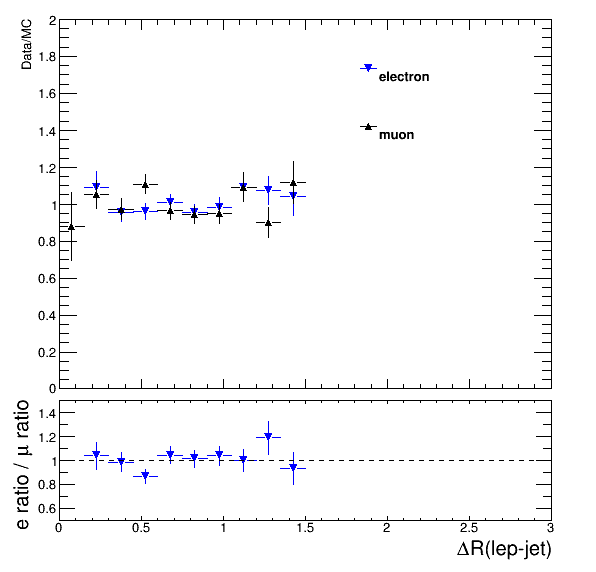 Data/MC
2
1.8
1.6
1.4
1.2
1
0.8
0.6
0.4
0.2
0
electron
muon
e ratio / μ ratio
1.4
1.2
1
0.8
0.6
0 0.5 1 1.5 2 2.5 3
ΔR(lep-jet)